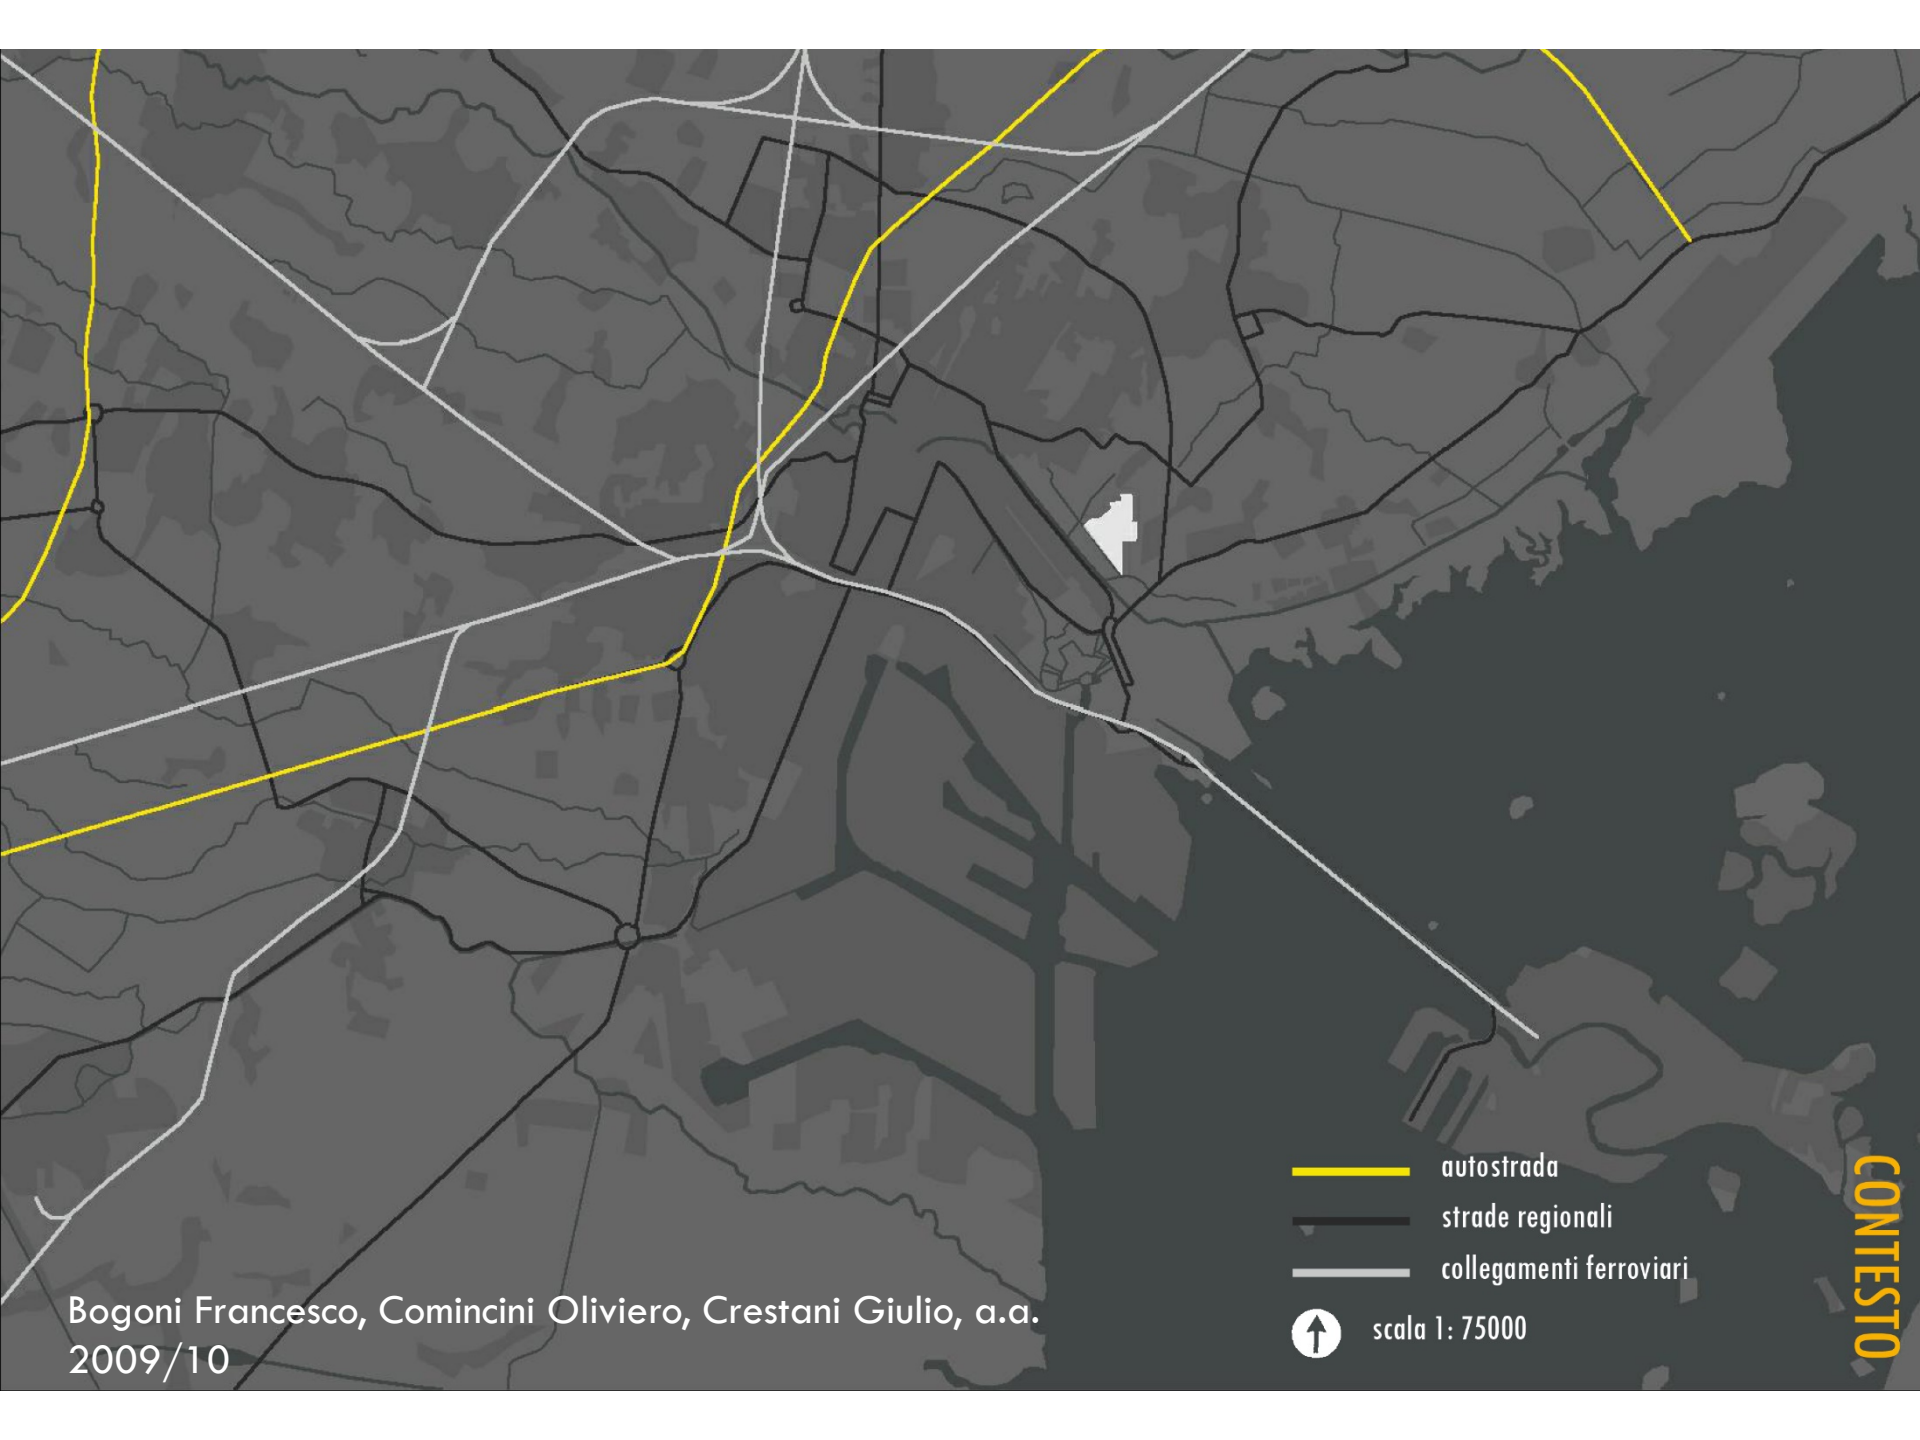 autostrada
strade regionali
collegamenti ferroviari
scala 1: 75000
CONTESTO
Bogoni Francesco, Comincini Oliviero, Crestani Giulio, a.a.
2009/10